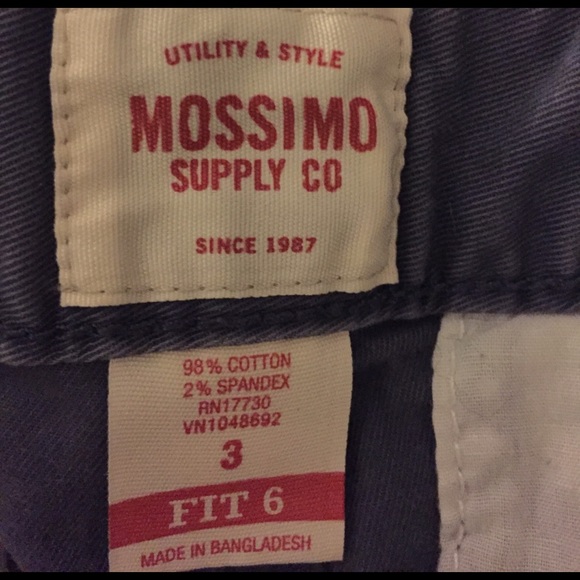 UTILITY & STYLE
MOSSIMO
SUPPLY CO
SINCE 1987
98% COTTON
2% SPANDEX
RN17730
VN1048692
3
FIT 6
MADE IN BANGLADESH